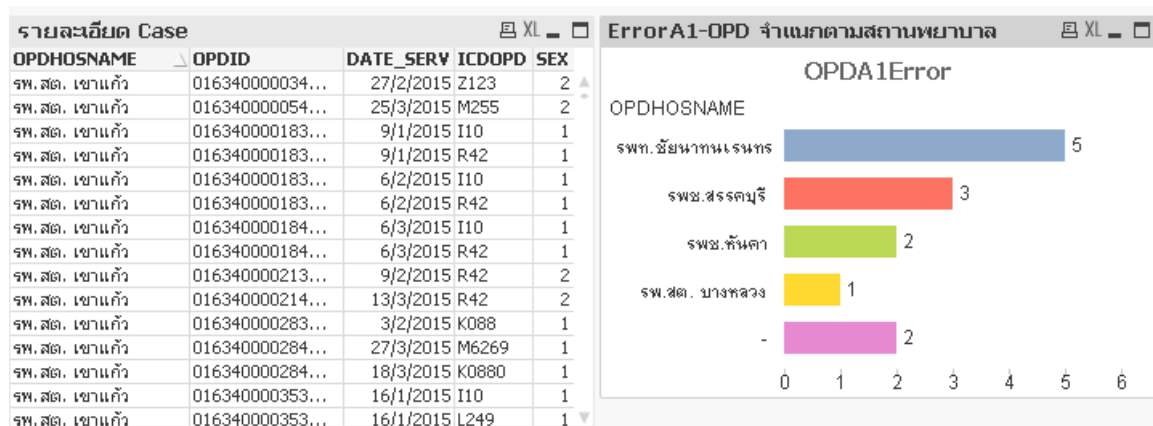 รายละเอียด Case XL
OPDHOSNAME OPDID DATE_SERV ICDOPD SEX
รพ.สต. เขาแก้ว 016340000034... 27/2/2015 Z123 2
รพ.สต. เขาแก้ว 016340000054... 25/3/2015 M255 2
รพ.สต. เขาแก้ว 016340000183... 9/1/2015 I10 1
รพ.สต. เขาแก้ว 016340000183... 9/1/2015 R42 1
รพ.สต. เขาแก้ว 016340000183... 6/2/2015 I10 1
รพ.สต. เขาแก้ว 016340000183... 6/2/2015 R42 1
รพ.สต. เขาแก้ว 016340000184... 6/3/2015 I10 1
รพ.สต. เขาแก้ว 016340000184... 6/3/2015 R42 1
รพ.สต. เขาแก้ว 016340000213... 9/2/2015 R42 2
รพ.สต. เขาแก้ว 016340000214... 13/3/2015 R42 2
รพ.สต. เขาแก้ว 016340000283... 3/2/2015 K088 1
รพ.สต. เขาแก้ว 016340000284... 27/3/2015 M6269 1
รพ.สต. เขาแก้ว 016340000284... 18/3/2015 K0880 1
รพ.สต. เขาแก้ว 016340000353... 16/1/2015 I10 1
รพ.สต. เขาแก้ว 016340000353... 16/1/2015 L249 1
ErrorA1-OPD จำแนกตามสถานพยาบาล XL
OPDA1Error
OPDHOSNAME
รพท.ชัยนาทนเรนทร 5
รพช.สรรคบุรี 3
รพช.หันคา 2
รพ.สต. บางหลวง 1
- 2
0 1 2 3 4 5 6